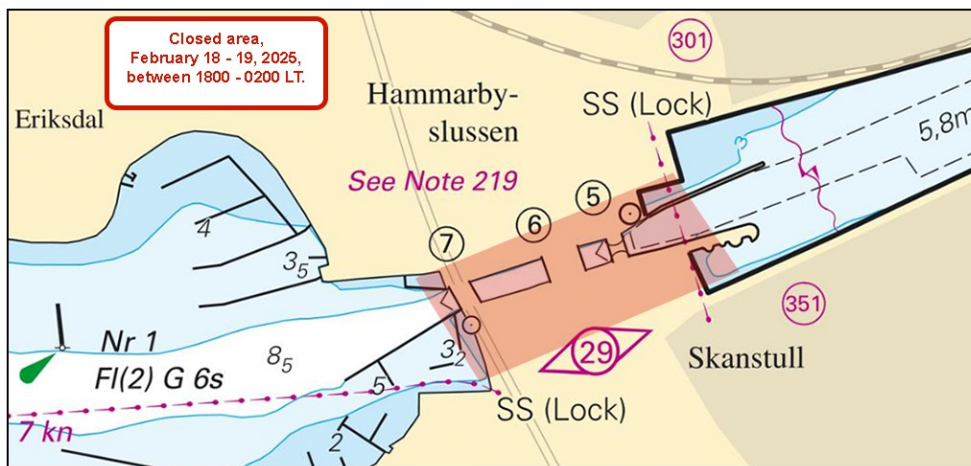 Closed area,
February 18 - 19, 2025,
between 1800 - 0200 LT.
301
Hammarby-
slussen
SS (Lock)
Eriksdal
See Note 219
5,8m
3
5
6
7
4
3₅
351
Nr 1
Fl(2) G 6s
8₅
3₂
29
Skanstull
5
SS (Lock)
7 kn
2